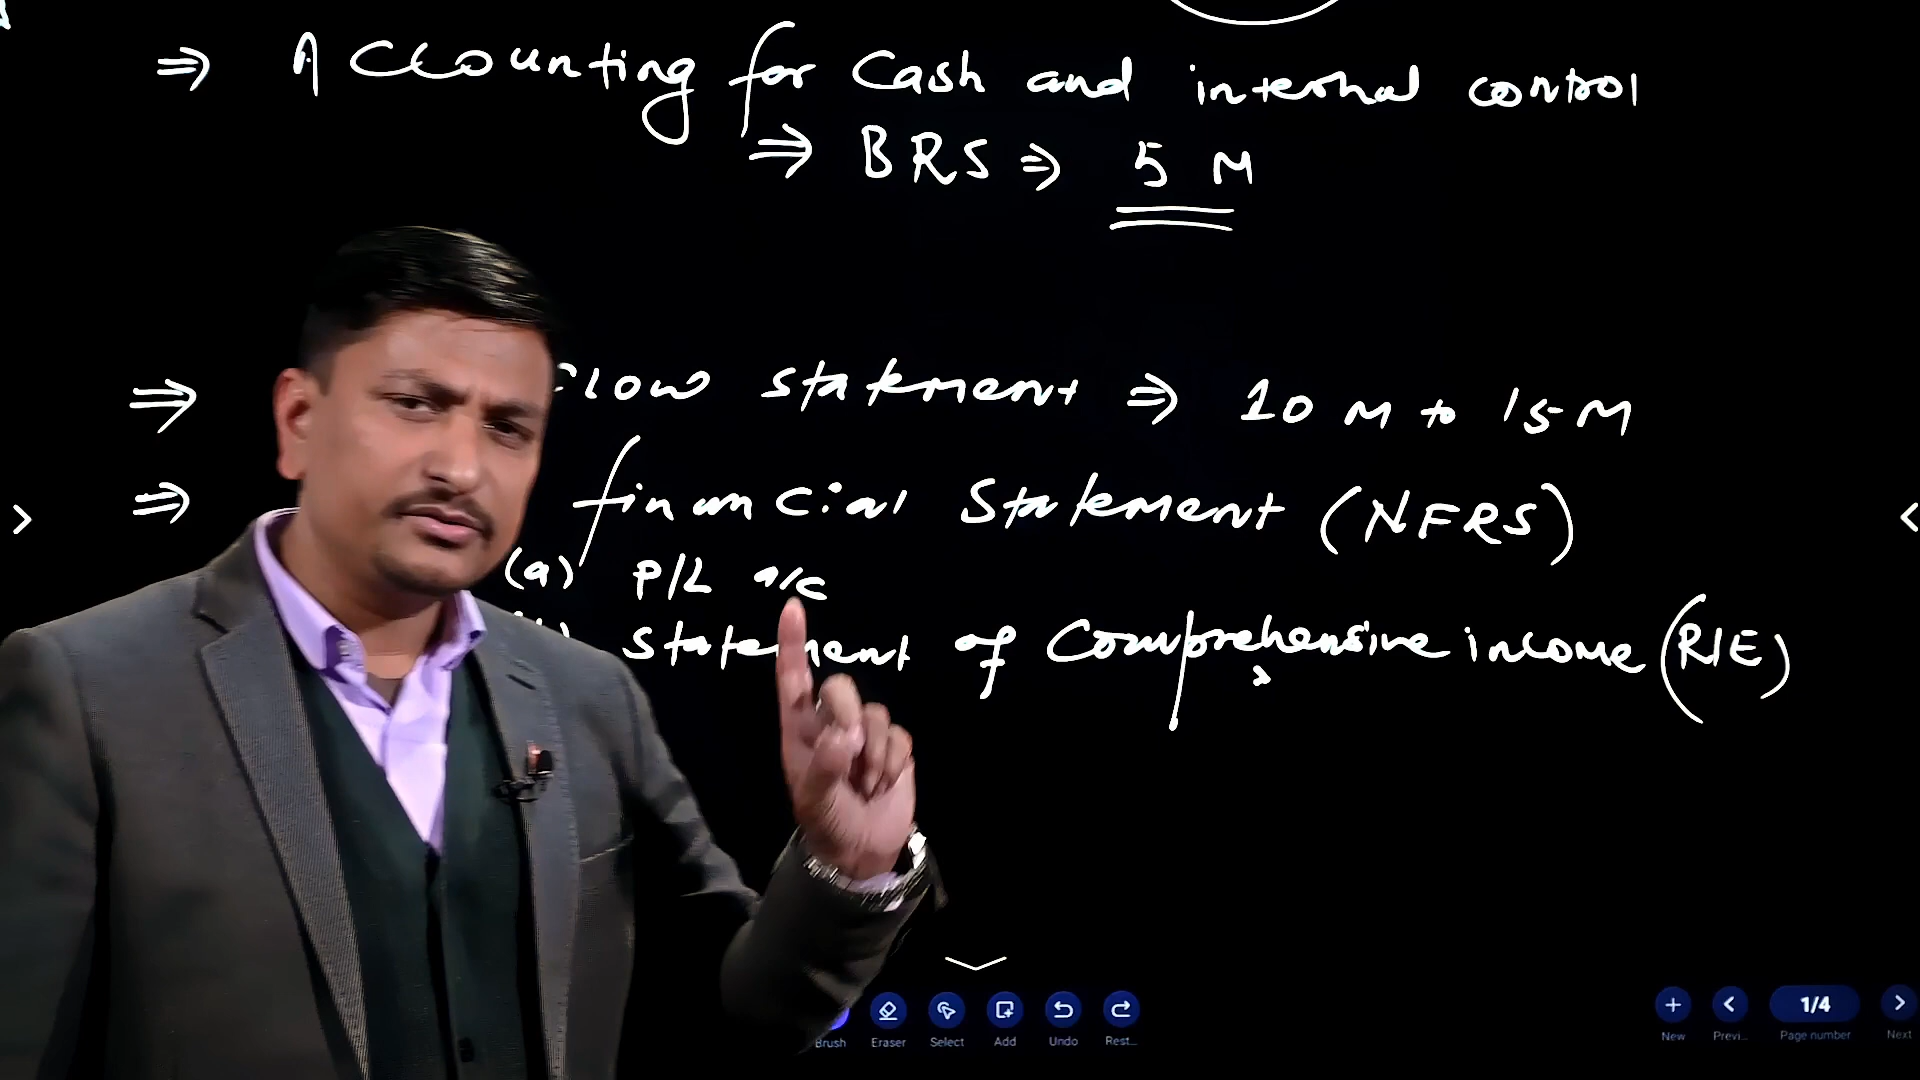 ⇒ Accounting for Cash and internal control
⇒ BRS ⇒ 5 M
⇒ Flow statement ⇒ 10 M to 15 M
⇒ financial Statement (NFRS)
(a) P/L a/c
statement of Comprehensive income (RIE)
Brush Eraser Select Add Undo Rest...
New Previ... 1/4 Page number Next